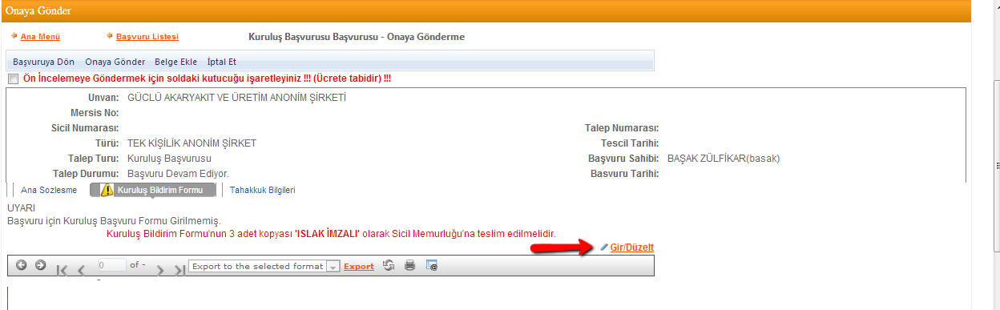 Onaya Gönder
Ana Menü Başvuru Listesi Kuruluş Başvurusu Başvurusu - Onaya Gönderme
Başvuruya Dön Onaya Gönder Belge Ekle İptal Et
Ön İncelemeye Göndermek için soldaki kutucuğu işaretleyiniz !!! (Ücrete tabidir) !!!
Unvan: GÜCLÜ AKARYAKIT VE ÜRETİM ANONİM ŞİRKETİ
Mersis No:
Sicil Numarası: Talep Numarası:
Türü: TEK KİŞİLİK ANONİM ŞİRKET Tescil Tarihi:
Talep Turu: Kuruluş Başvurusu Başvuru Sahibi: BAŞAK ZÜLFİKAR(basak)
Talep Durumu: Başvuru Devam Ediyor. Basvuru Tarihi:
Ana Sozlesme Kuruluş Bildirim Formu Tahakkuk Bilgileri
UYARI
Başvuru için Kuruluş Başvuru Formu Girilmemiş.
Kuruluş Bildirim Formu'nun 3 adet kopyası 'ISLAK İMZALI' olarak Sicil Memurluğu'na teslim edilmelidir.
Gir/Düzelt
0 of - Export to the selected format Export